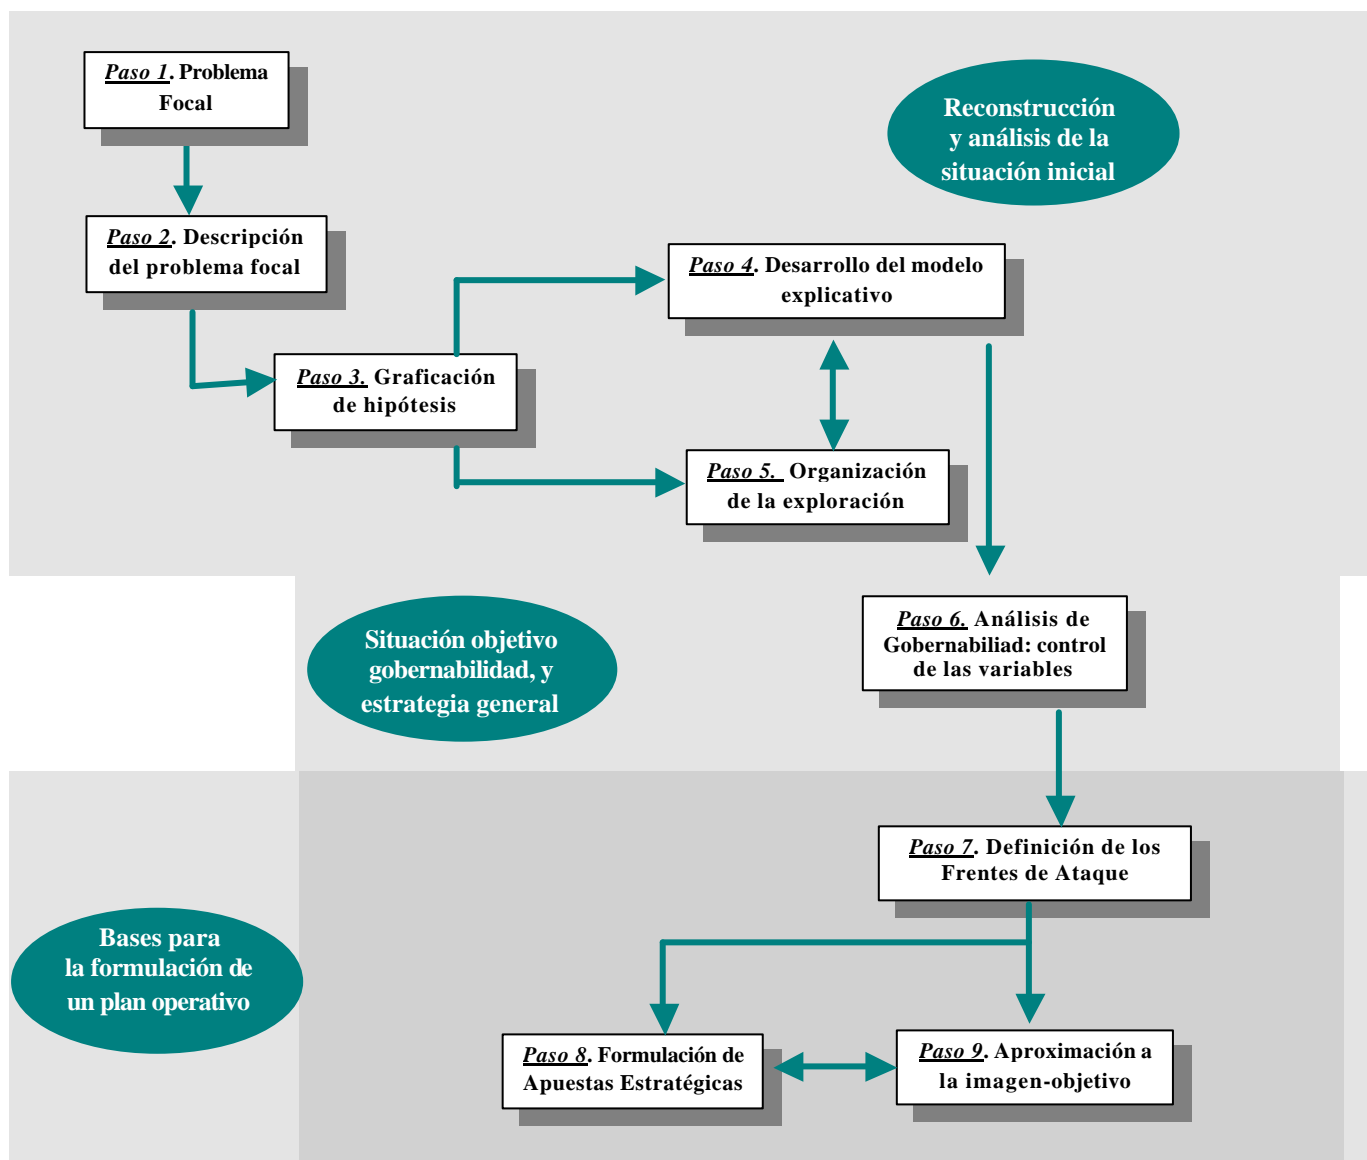 Paso 1. Problema
Focal
Reconstrucción
y análisis de la
situación inicial
Paso 2. Descripción
del problema focal
Paso 4. Desarrollo del modelo
explicativo
Paso 3. Graficación
de hipótesis
Paso 5. Organización
de la exploración
Paso 6. Análisis de
Gobernabiliad: control
de las variables
Situación objetivo
gobernabilidad, y
estrategia general
Paso 7. Definición de los
Frentes de Ataque
Bases para
la formulación de
un plan operativo
Paso 8. Formulación de
Apuestas Estratégicas
Paso 9. Aproximación a
la imagen-objetivo